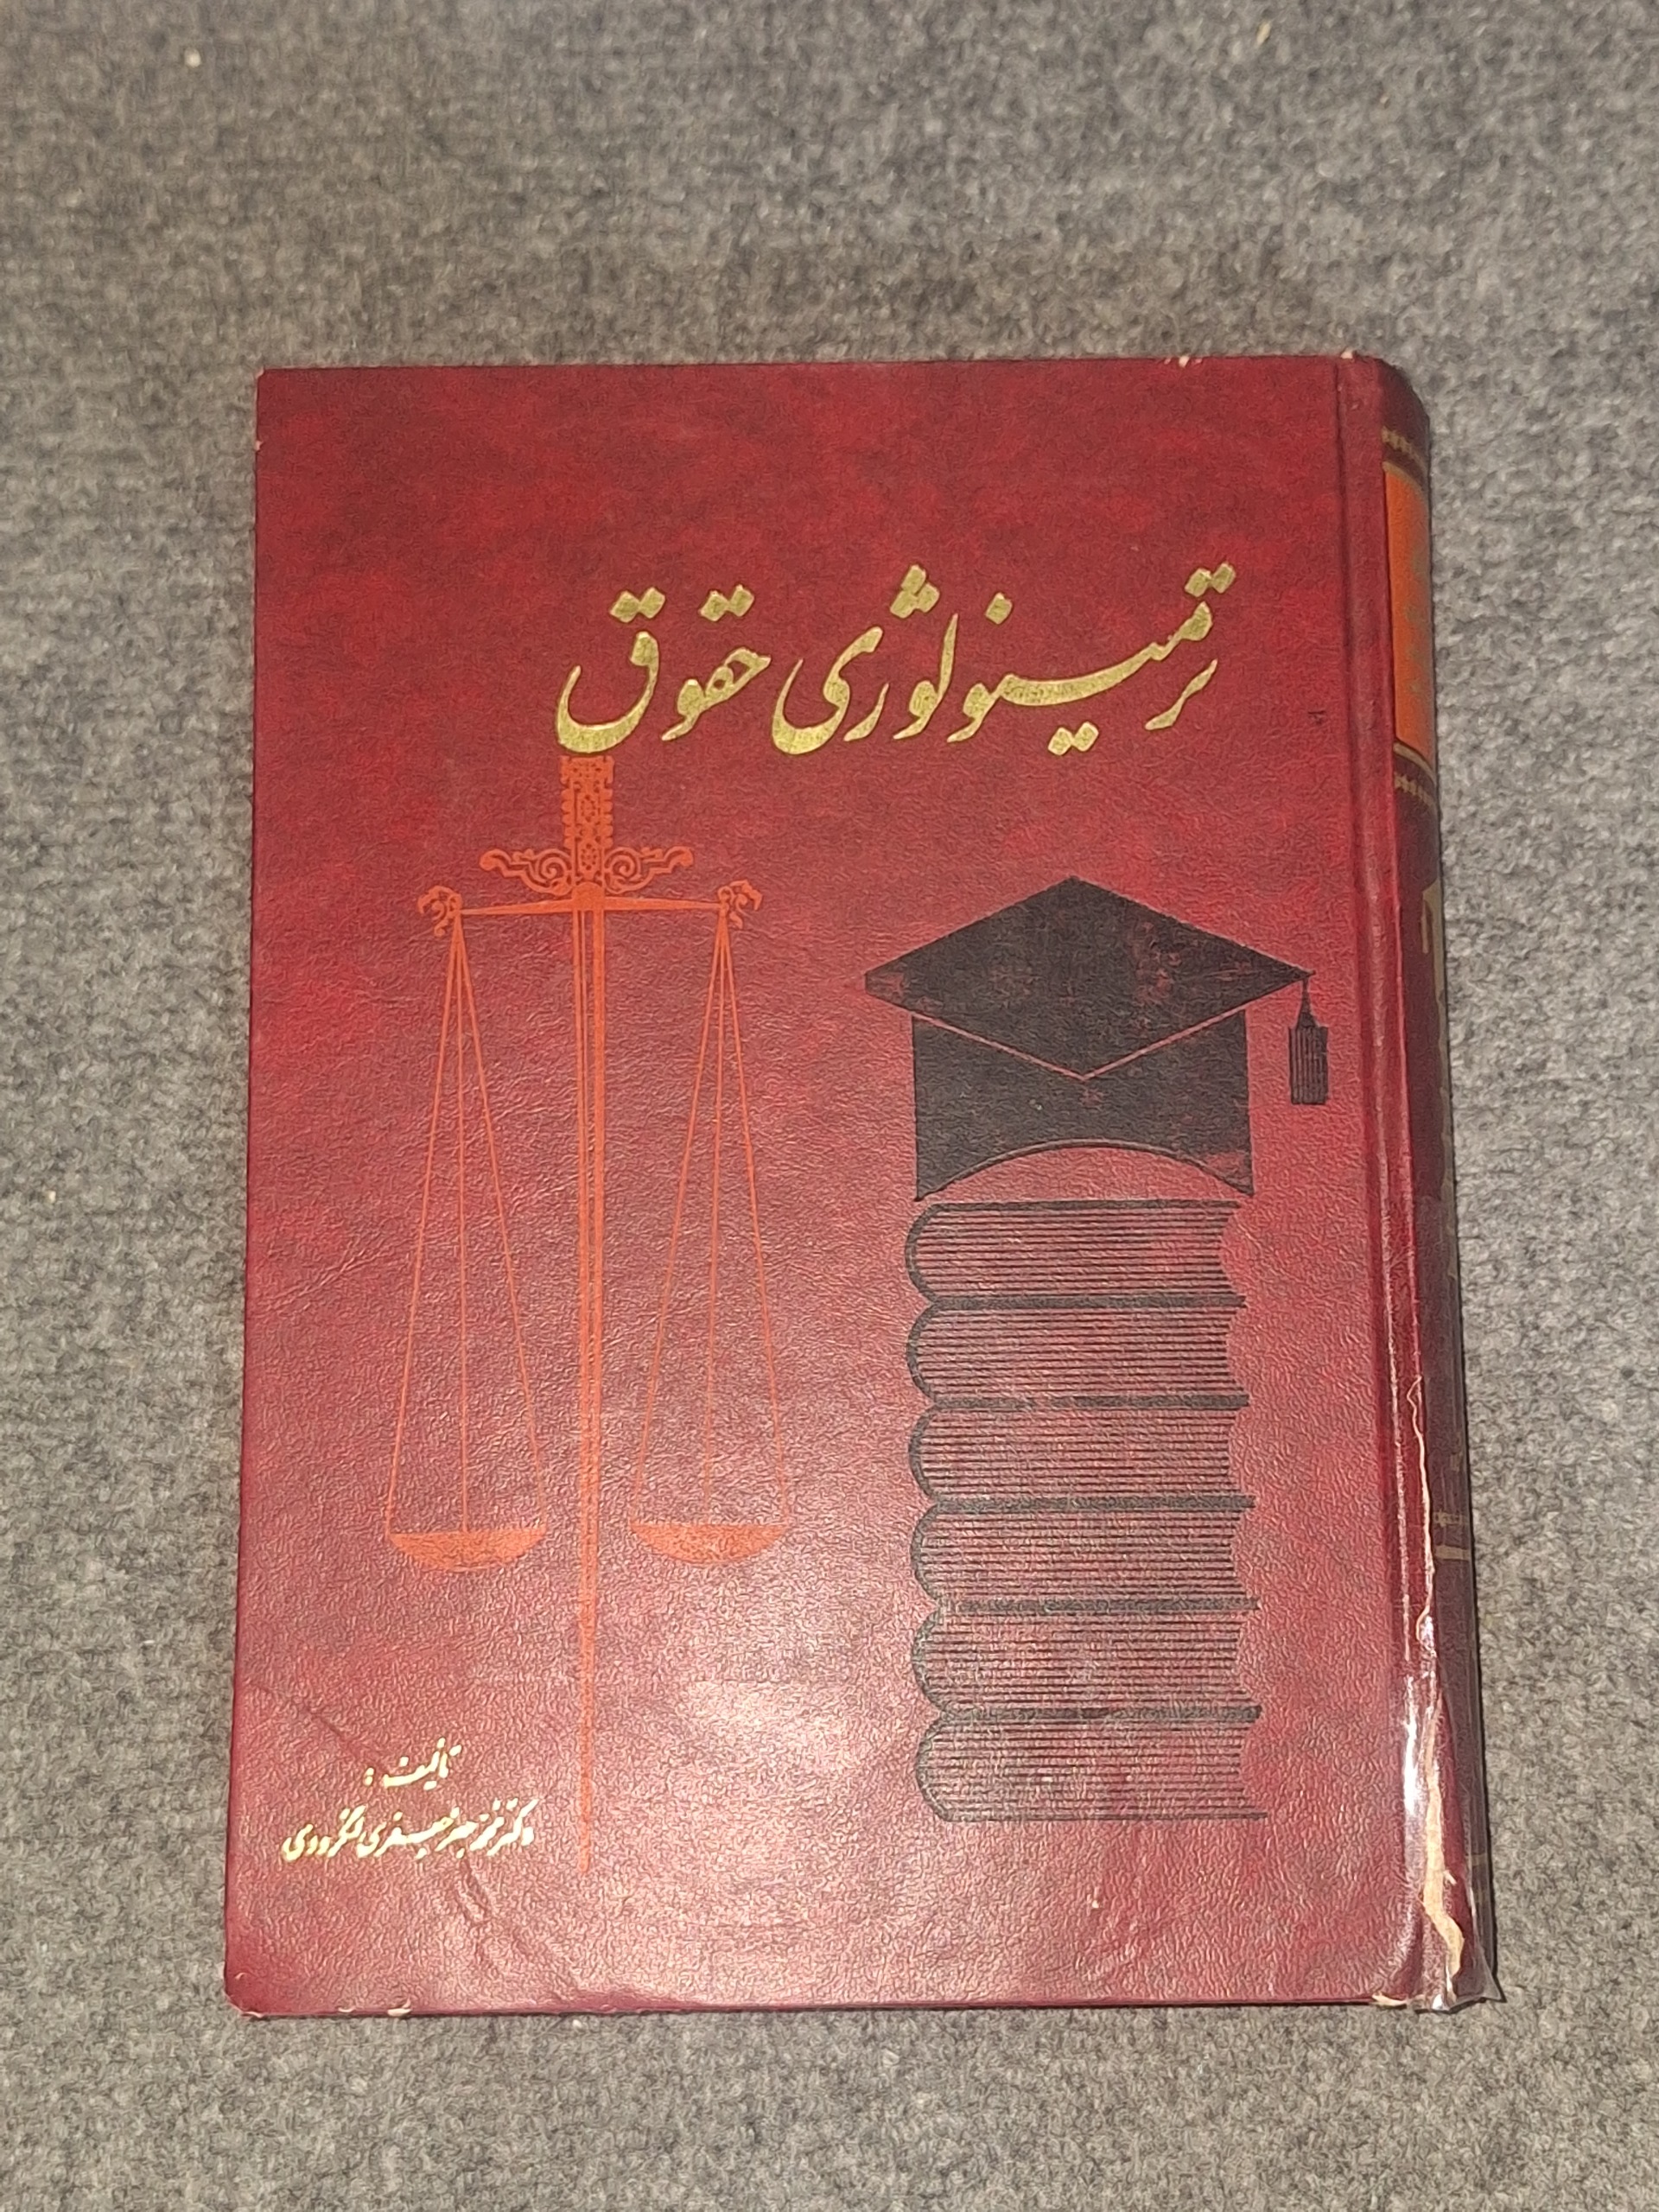 ترمینولوژی حقوق
تألیف :
دکتر محمد جعفر جعفری لنگرودی